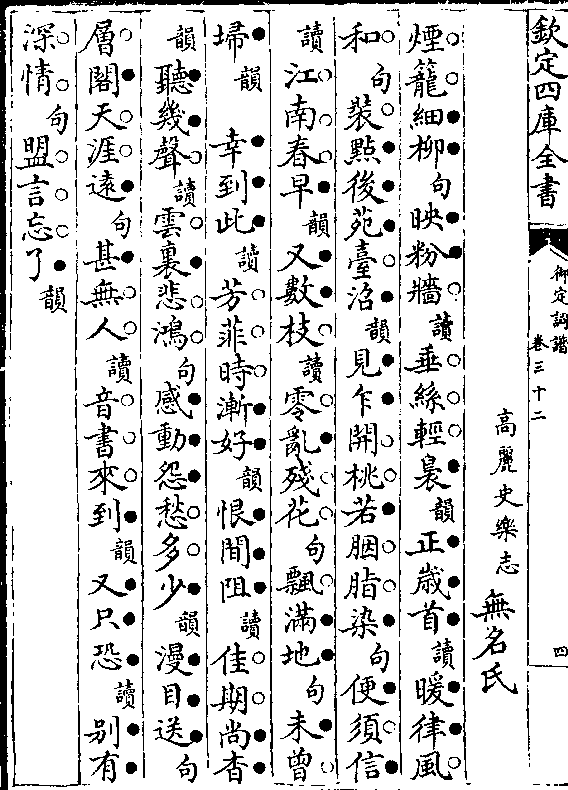 欽定四庫全書
御定詞譜
卷三十二
四
高麗史樂志 無名氏
煙籠細柳句映粉牆讀垂絲輕裊韻正歲首讀暖律風
和句裝點後苑臺沼韻見乍開桃若胭脂染句便須信
讀江南春早韻又數枝讀零亂殘花句飄滿地句未曾
埽韻 幸到此讀芳菲時漸好韻恨間阻讀佳期尚杳
韻聽幾聲讀雲裏悲鴻句感動怨愁多少韻漫目送句
層閣天涯遠句甚無人讀音書來到韻又只恐讀别有
深情句盟言忘了韻